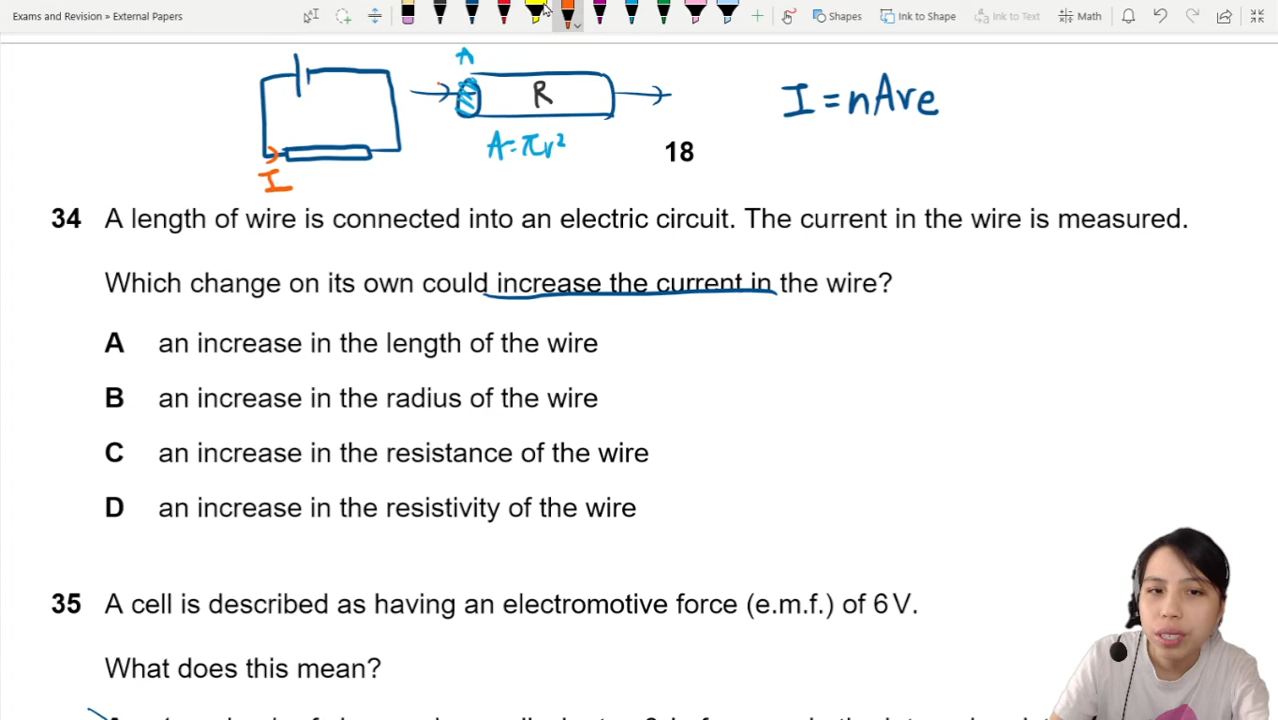 Exams and Revision » External Papers
Shapes
Ink to Shape
Ink to Text
Math
A
R
I = nAve
A = πr²
18
I
34 A length of wire is connected into an electric circuit. The current in the wire is measured.
Which change on its own could increase the current in the wire?
A an increase in the length of the wire
B an increase in the radius of the wire
C an increase in the resistance of the wire
D an increase in the resistivity of the wire
35 A cell is described as having an electromotive force (e.m.f.) of 6 V.
What does this mean?